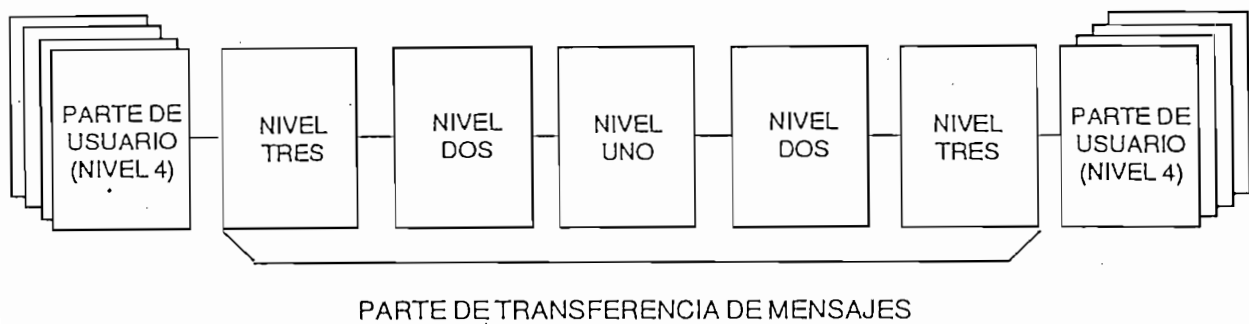 PARTE DE
USUARIO
(NIVEL 4)
NIVEL
TRES
NIVEL
DOS
NIVEL
UNO
NIVEL
DOS
NIVEL
TRES
PARTE DE
USUARIO
(NIVEL 4)
PARTE DE TRANSFERENCIA DE MENSAJES